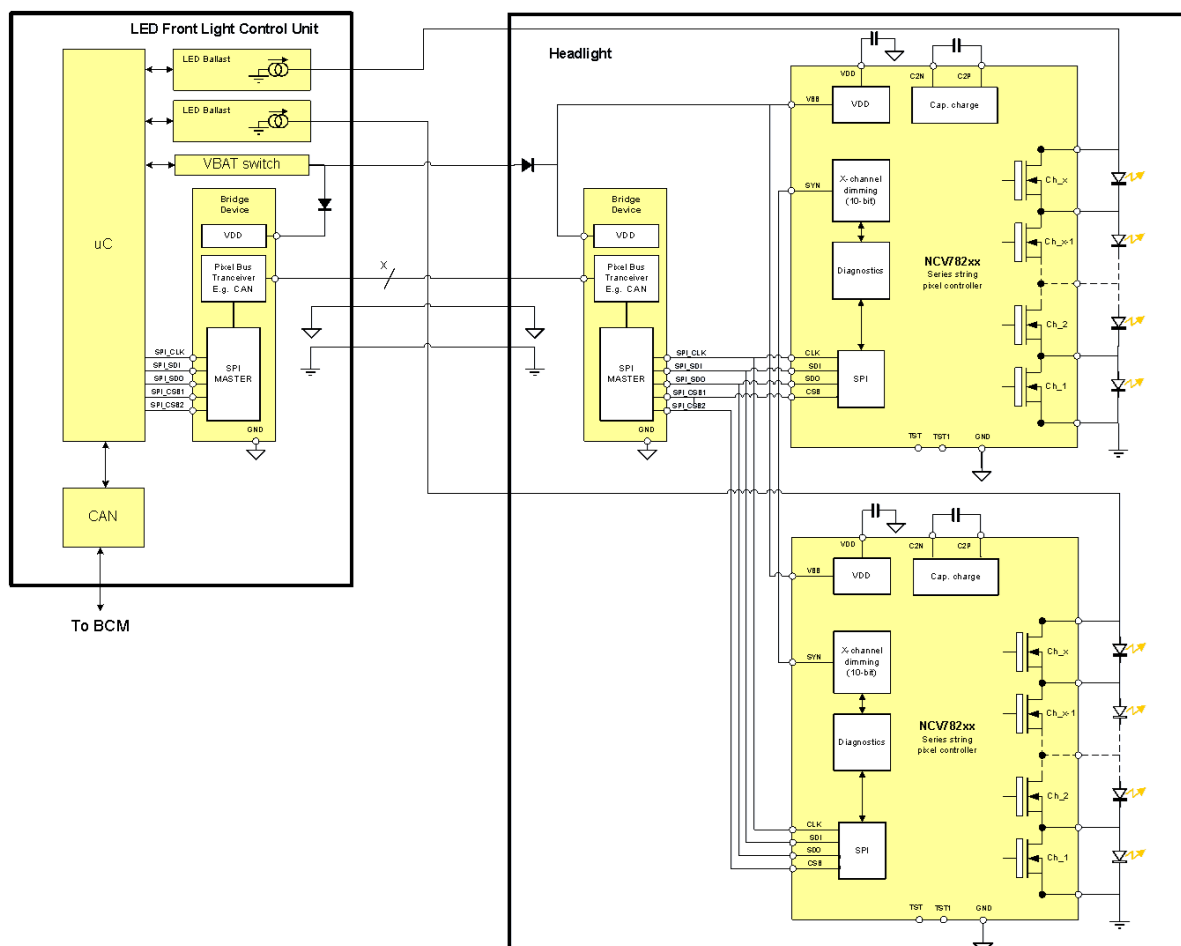 LED Front Light Control Unit
LED Ballast
LED Ballast
VBAT switch
uC
Bridge
Device
VDD
Pixel Bus
Tranceiver
E.g. CAN
SPI
MASTER
SPI_CLK
SPI_SDI
SPI_SDO
SPI_CSB1
SPI_CSB2
GND
CAN
To BCM
X
Headlight
Bridge
Device
VDD
Pixel Bus
Tranceiver
E.g. CAN
SPI
MASTER
SPI_CLK
SPI_SDI
SPI_SDO
SPI_CSB1
SPI_CSB2
GND
VDD
C2N
C2P
VBB
VDD
Cap. charge
SYN
X-channel
dimming
(10-bit)
Diagnostics
NCV782xx
Series string
pixel controller
Ch_x
Ch_x-1
Ch_2
Ch_1
CLK
SDI
SDO
CSB
SPI
TST
TST1
GND
VDD
C2N
C2P
VBB
VDD
Cap. charge
SYN
X-channel
dimming
(10-bit)
Diagnostics
NCV782xx
Series string
pixel controller
Ch_x
Ch_x-1
Ch_2
Ch_1
CLK
SDI
SDO
CSB
SPI
TST
TST1
GND